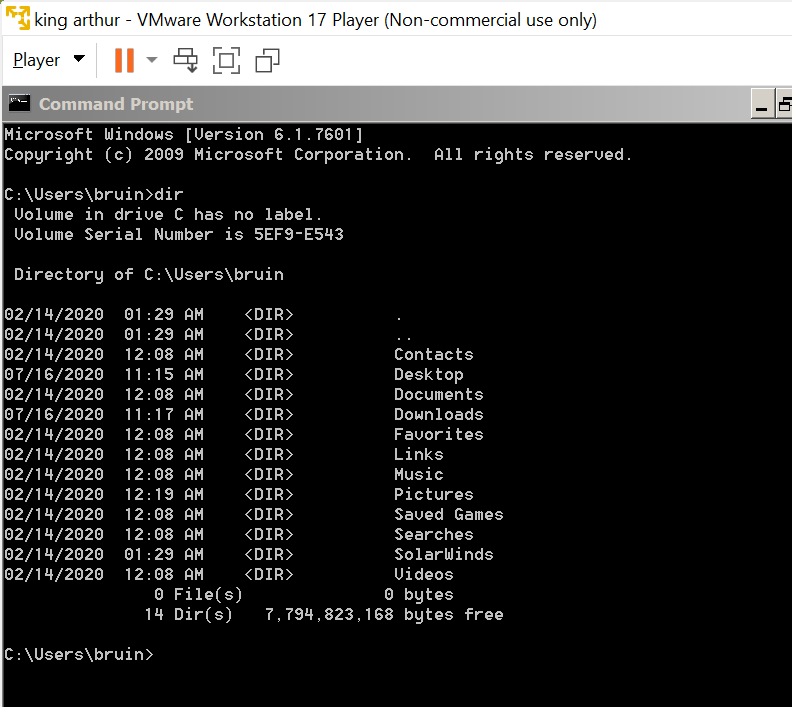 king arthur - VMware Workstation 17 Player (Non-commercial use only)
Player
Command Prompt
Microsoft Windows [Version 6.1.7601]
Copyright (c) 2009 Microsoft Corporation.  All rights reserved.
C:\Users\bruin>dir
 Volume in drive C has no label.
 Volume Serial Number is 5EF9-E543
 Directory of C:\Users\bruin
02/14/2020  01:29 AM    <DIR>          .
02/14/2020  01:29 AM    <DIR>          ..
02/14/2020  12:08 AM    <DIR>          Contacts
07/16/2020  11:15 AM    <DIR>          Desktop
02/14/2020  12:08 AM    <DIR>          Documents
07/16/2020  11:17 AM    <DIR>          Downloads
02/14/2020  12:08 AM    <DIR>          Favorites
02/14/2020  12:08 AM    <DIR>          Links
02/14/2020  12:08 AM    <DIR>          Music
02/14/2020  12:19 AM    <DIR>          Pictures
02/14/2020  12:08 AM    <DIR>          Saved Games
02/14/2020  12:08 AM    <DIR>          Searches
02/14/2020  01:29 AM    <DIR>          SolarWinds
02/14/2020  12:08 AM    <DIR>          Videos
               0 File(s)              0 bytes
              14 Dir(s)   7,794,823,168 bytes free
C:\Users\bruin>